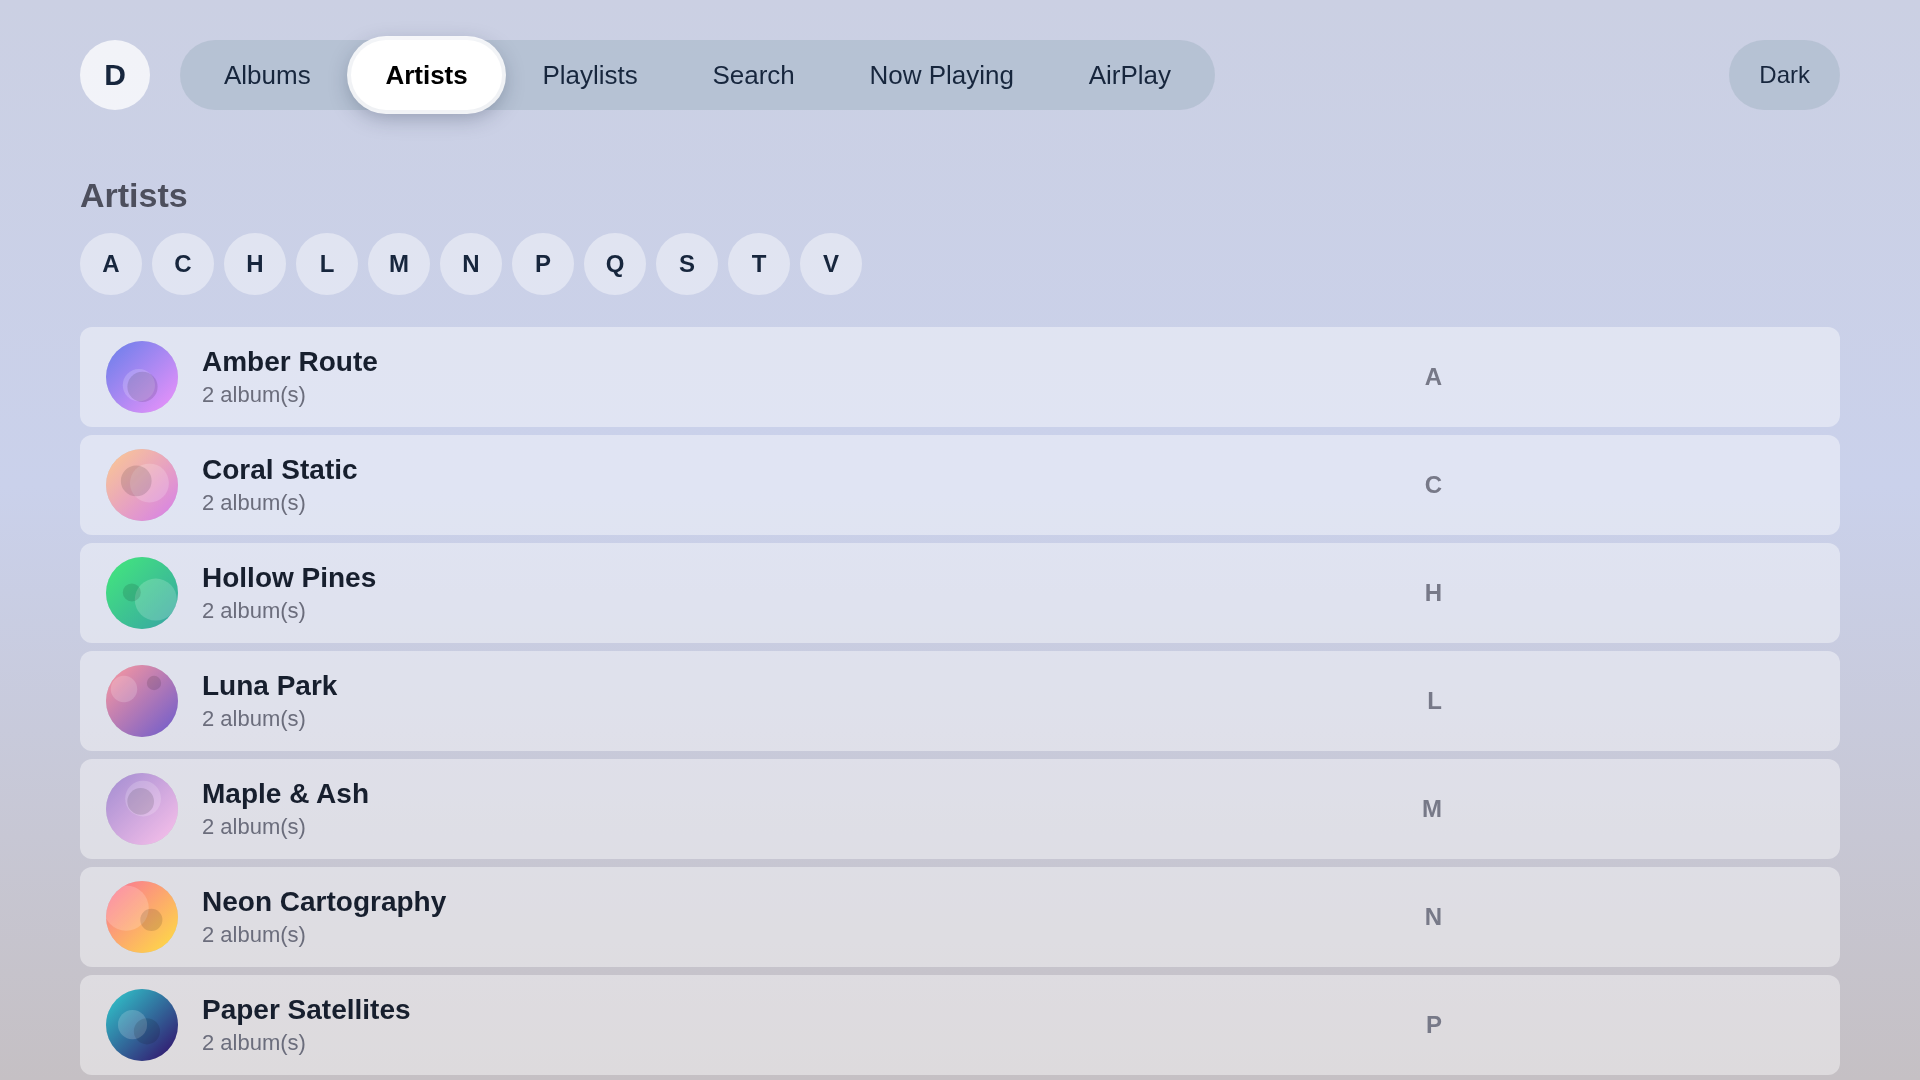 D
Albums Artists Playlists Search Now Playing AirPlay
Dark
Artists
A C H L M N P Q S T V
Amber Route
2 album(s)
A
Coral Static
2 album(s)
C
Hollow Pines
2 album(s)
H
Luna Park
2 album(s)
L
Maple & Ash
2 album(s)
M
Neon Cartography
2 album(s)
N
Paper Satellites
2 album(s)
P